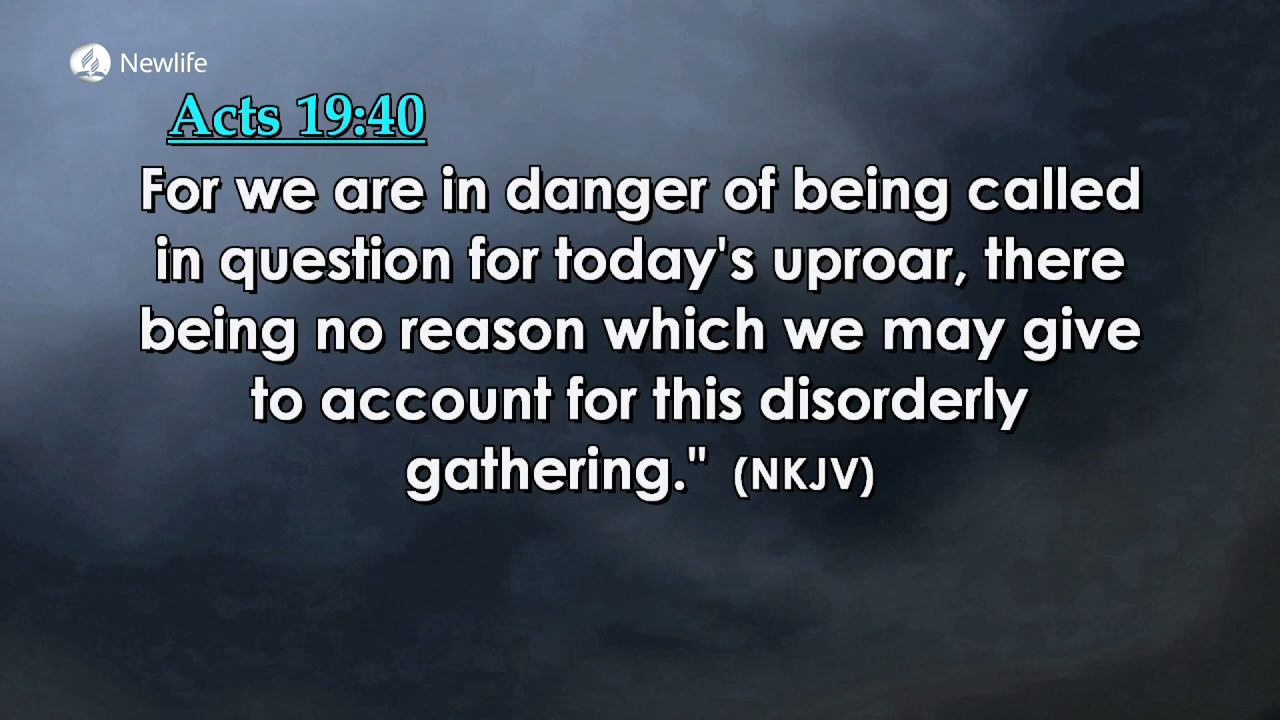 Newlife
Acts 19:40
For we are in danger of being called
in question for today's uproar, there
being no reason which we may give
to account for this disorderly
gathering." (NKJV)